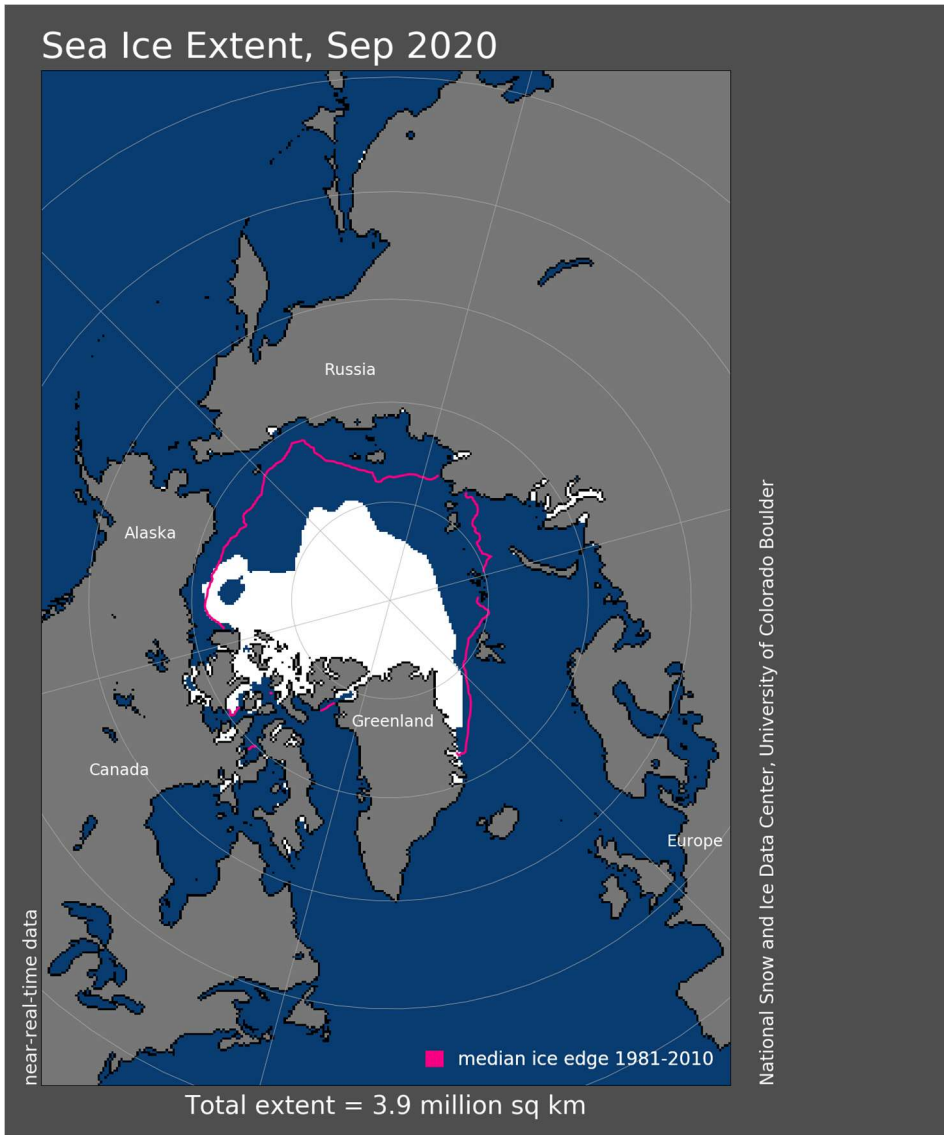 Sea Ice Extent, Sep 2020
Russia
Alaska
Greenland
Canada
Europe
median ice edge 1981-2010
near-real-time data
National Snow and Ice Data Center, University of Colorado Boulder
Total extent = 3.9 million sq km